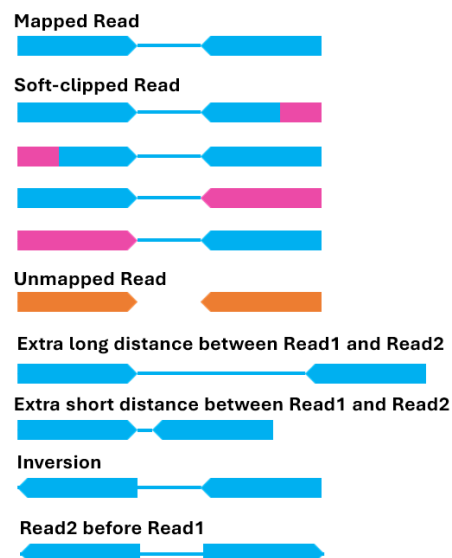 Mapped Read
Soft-clipped Read
Unmapped Read
Extra long distance between Read1 and Read2
Extra short distance between Read1 and Read2
Inversion
Read2 before Read1